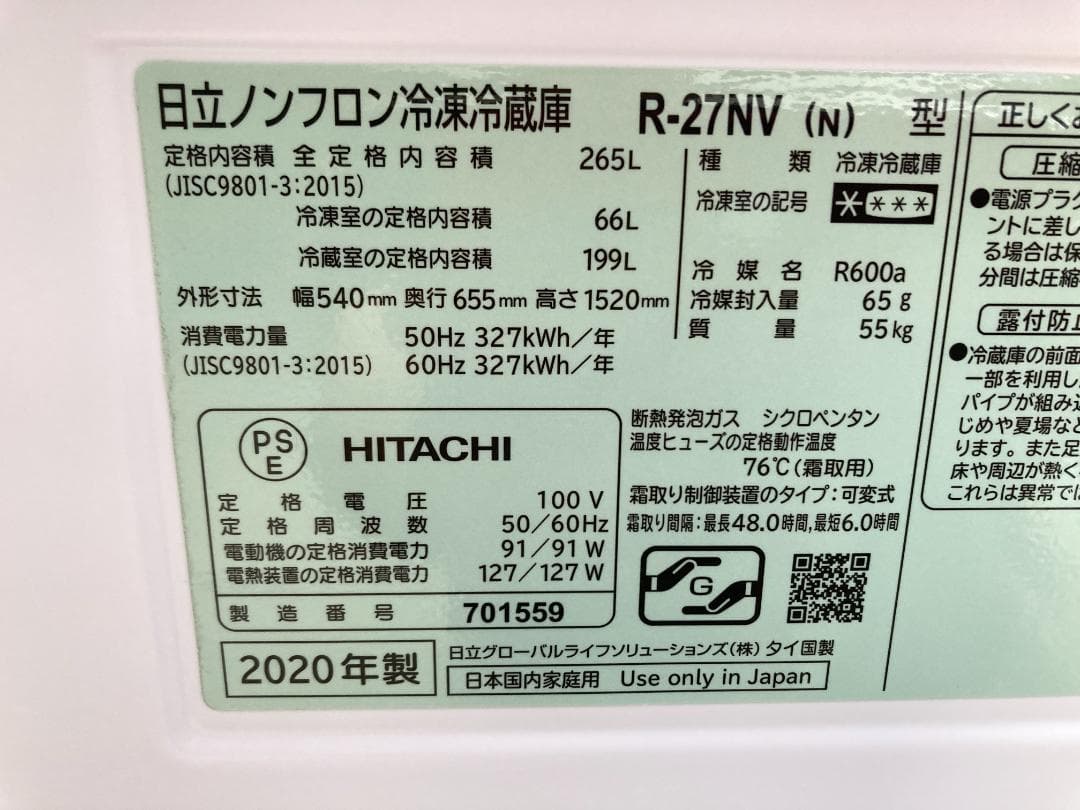 日立ノンフロン冷凍冷蔵庫 R-27NV (N) 型
定格内容積 全定格内容積 265L
(JISC9801-3:2015)
冷凍室の定格内容積 66L
冷蔵室の定格内容積 199L
外形寸法 幅540mm 奥行655mm 高さ1520mm
消費電力量 50Hz 327kWh/年
(JISC9801-3:2015) 60Hz 327kWh/年
種類 冷凍冷蔵庫
冷凍室の記号 ****
冷媒名 R600a
冷媒封入量 65g
質量 55kg
PSE HITACHI
定格電圧 100V
定格周波数 50/60Hz
電動機の定格消費電力 91/91W
電熱装置の定格消費電力 127/127W
製造番号 701559
断熱発泡ガス シクロペンタン
温度ヒューズの定格動作温度
76℃(霜取用)
霜取り制御装置のタイプ:可変式
霜取り間隔:最長48.0時間,最短6.0時間
G
2020年製
日立グローバルライフソリューションズ(株) タイ国製
日本国内家庭用 Use only in Japan
正しくお
圧縮
●電源プラグ
ントに差し
る場合は保
分間は圧縮
露付防止
●冷蔵庫の前面
一部を利用し
パイプが組み込
じめや夏場など
ります。また足
床や周辺が熱く
これらは異常では